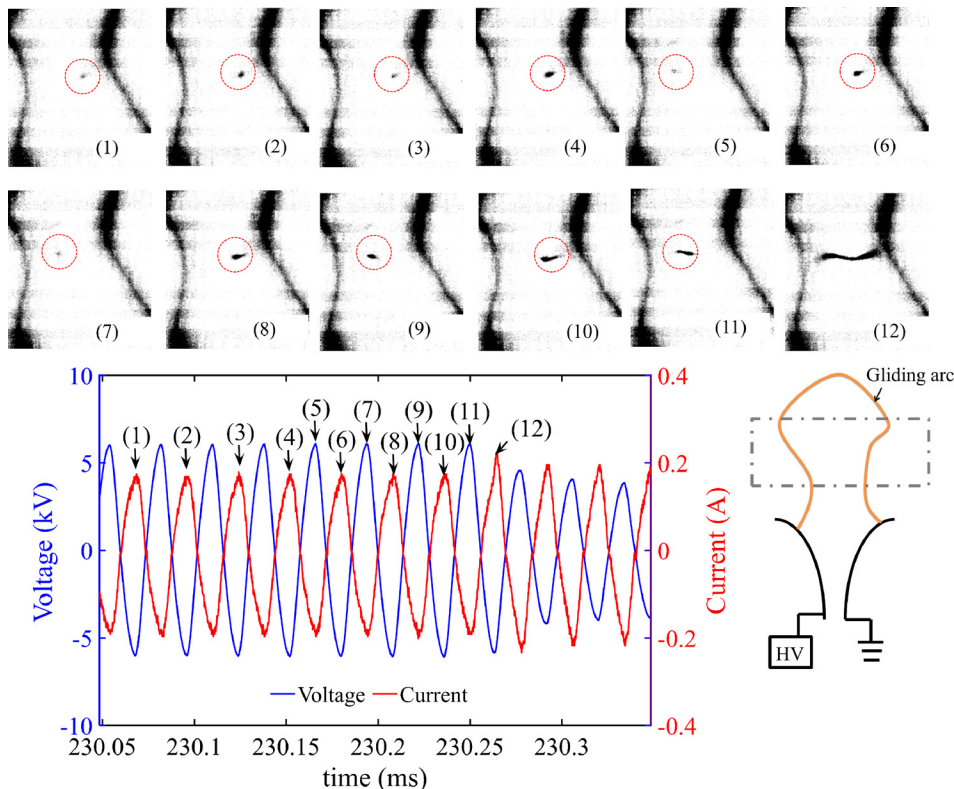 (1) (2) (3) (4) (5) (6)
(7) (8) (9) (10) (11) (12)
10 0.4
Gliding arc
(5) (7) (9) (11)
(1) (2) (3) (4) (6) (8) (10) (12)
5 0.2
Voltage (kV)
0 0
Current (A)
-5 -0.2
HV
Voltage Current
-10 -0.4
230.05 230.1 230.15 230.2 230.25 230.3
time (ms)